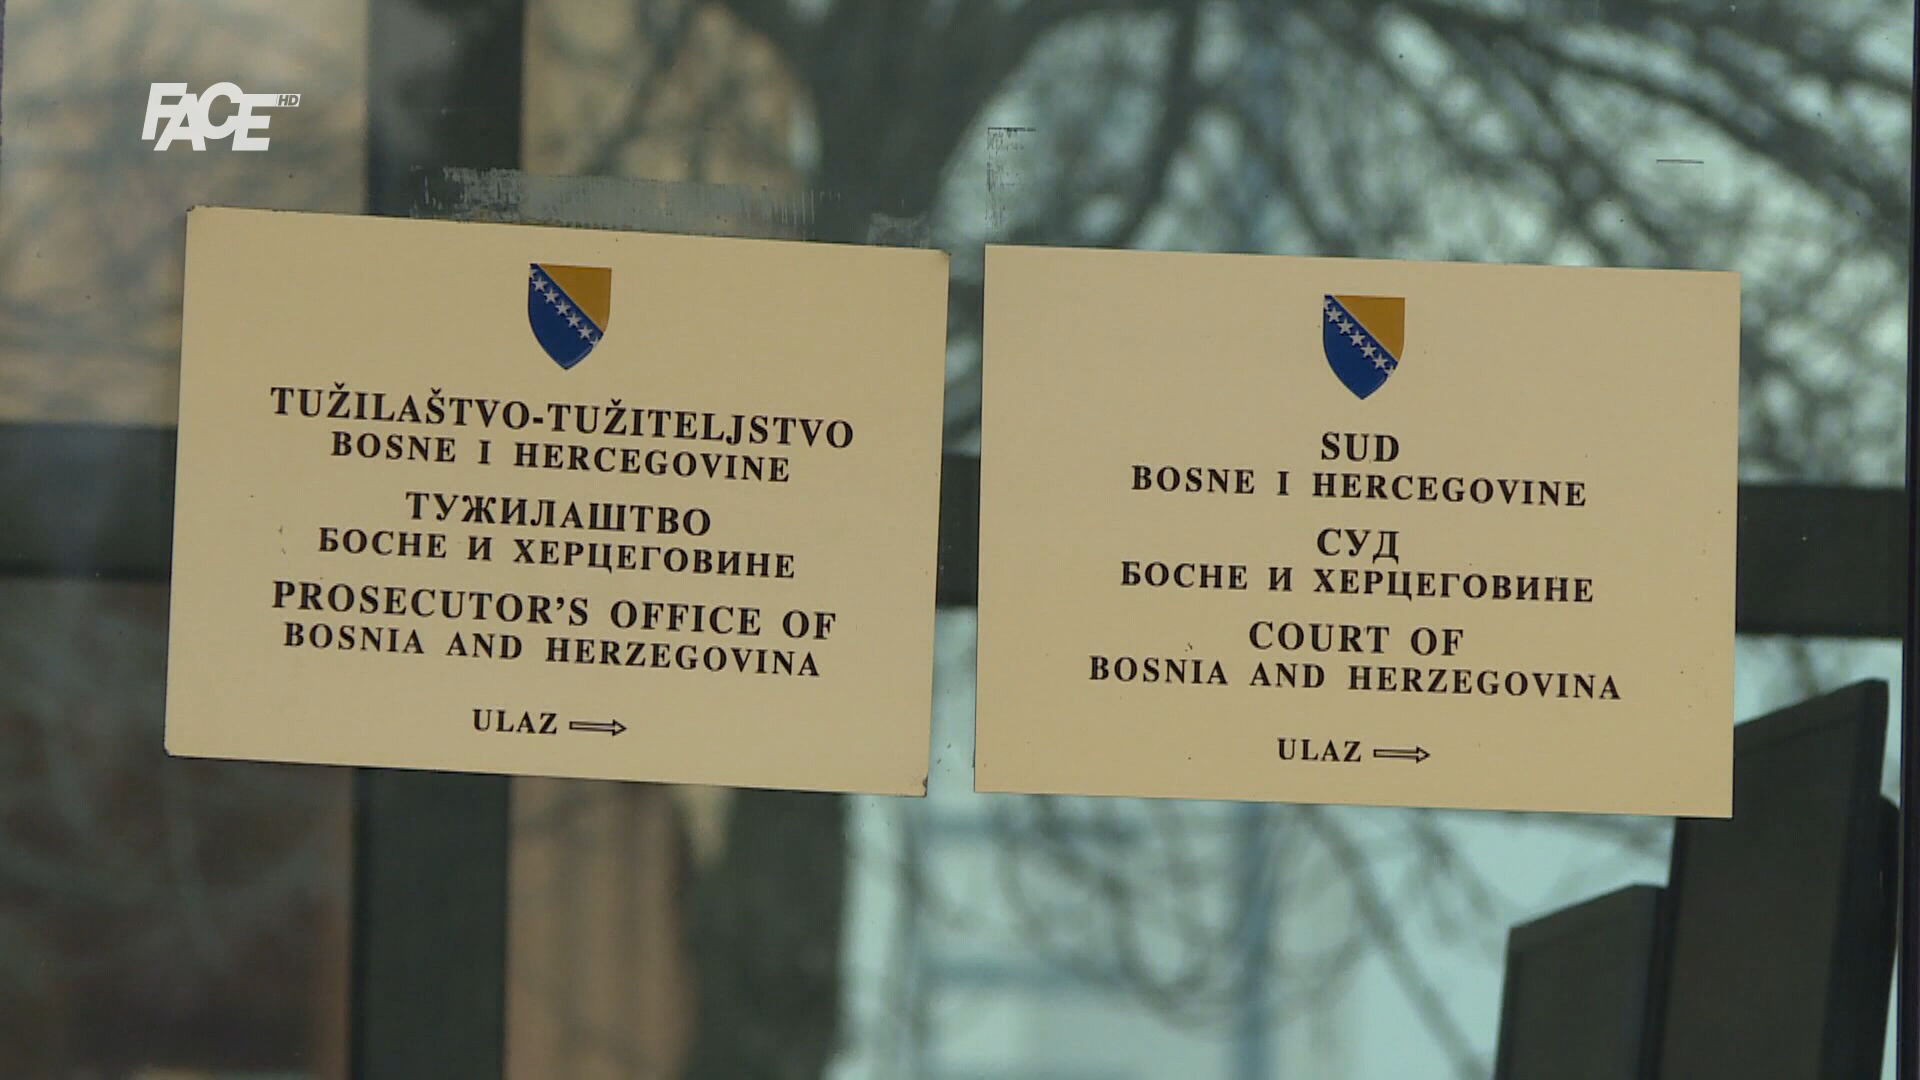 FACE HD
TUŽILAŠTVO-TUŽITELJSTVO
BOSNE I HERCEGOVINE
ТУЖИЛАШТВО
БОСНЕ И ХЕРЦЕГОВИНЕ
PROSECUTOR’S OFFICE OF
BOSNIA AND HERZEGOVINA
ULAZ ⇒
SUD
BOSNE I HERCEGOVINE
СУД
БОСНЕ И ХЕРЦЕГОВИНЕ
COURT OF
BOSNIA AND HERZEGOVINA
ULAZ ⇒